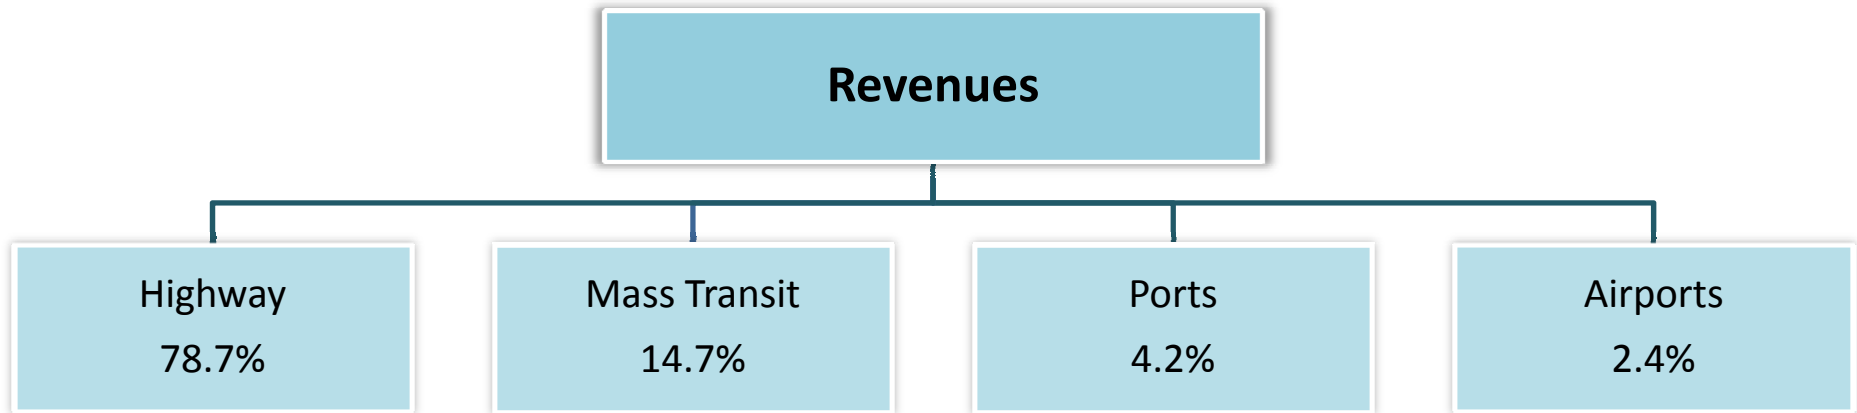 Revenues
Highway
78.7%
Mass Transit
14.7%
Ports
4.2%
Airports
2.4%